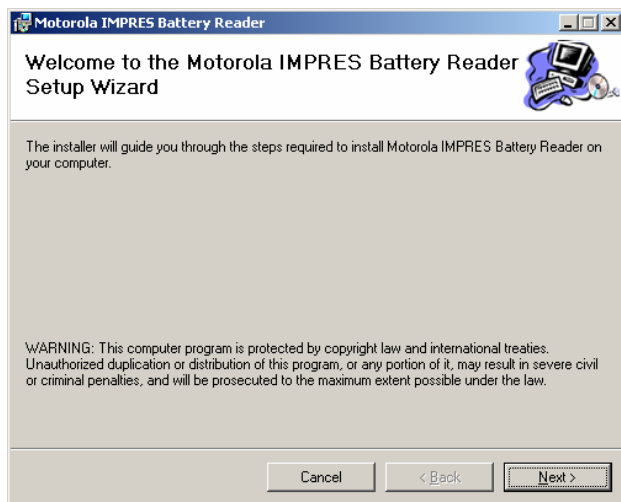 Motorola IMPRES Battery Reader
Welcome to the Motorola IMPRES Battery Reader
Setup Wizard
The installer will guide you through the steps required to install Motorola IMPRES Battery Reader on
your computer.
WARNING: This computer program is protected by copyright law and international treaties.
Unauthorized duplication or distribution of this program, or any portion of it, may result in severe civil
or criminal penalties, and will be prosecuted to the maximum extent possible under the law.
Cancel
< Back
Next >